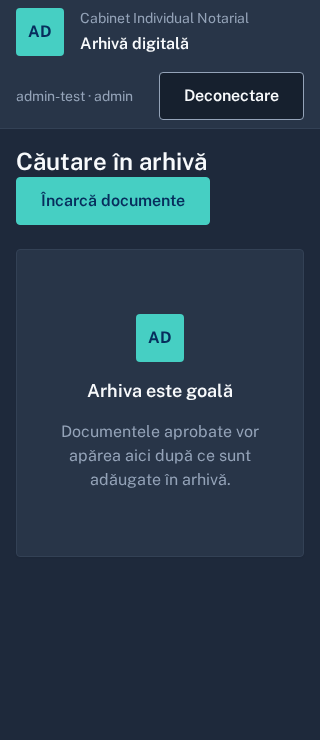 AD
Cabinet Individual Notarial
Arhivă digitală
admin-test · admin
Deconectare
Căutare în arhivă
Încarcă documente
AD
Arhiva este goală
Documentele aprobate vor
apărea aici după ce sunt
adăugate în arhivă.